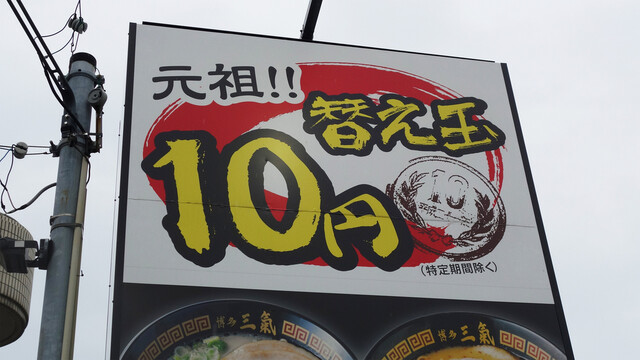 元祖!!
替え玉
10円
10
(特定期間除く)
博多 三氣
博多 三氣